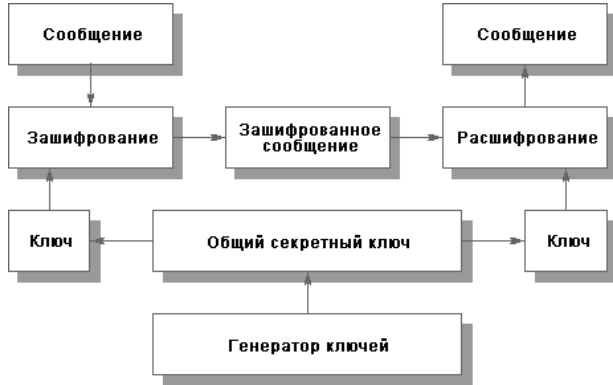 Сообщение
Сообщение
Зашифрование
Зашифрованное
сообщение
Расшифрование
Ключ
Общий секретный ключ
Ключ
Генератор ключей